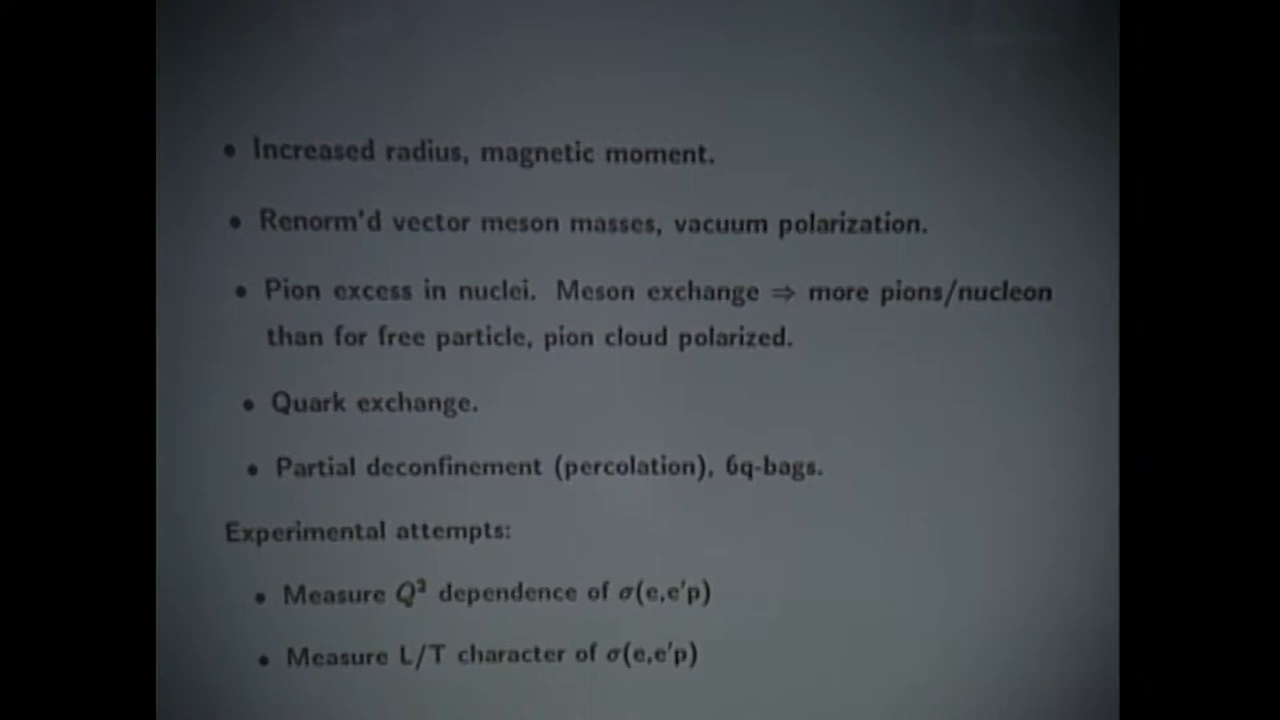 • Increased radius, magnetic moment.
• Renorm'd vector meson masses, vacuum polarization.
• Pion excess in nuclei. Meson exchange ⇒ more pions/nucleon
than for free particle, pion cloud polarized.
• Quark exchange.
• Partial deconfinement (percolation), 6q-bags.
Experimental attempts:
• Measure Q² dependence of σ(e,e′p)
• Measure L/T character of σ(e,e′p)